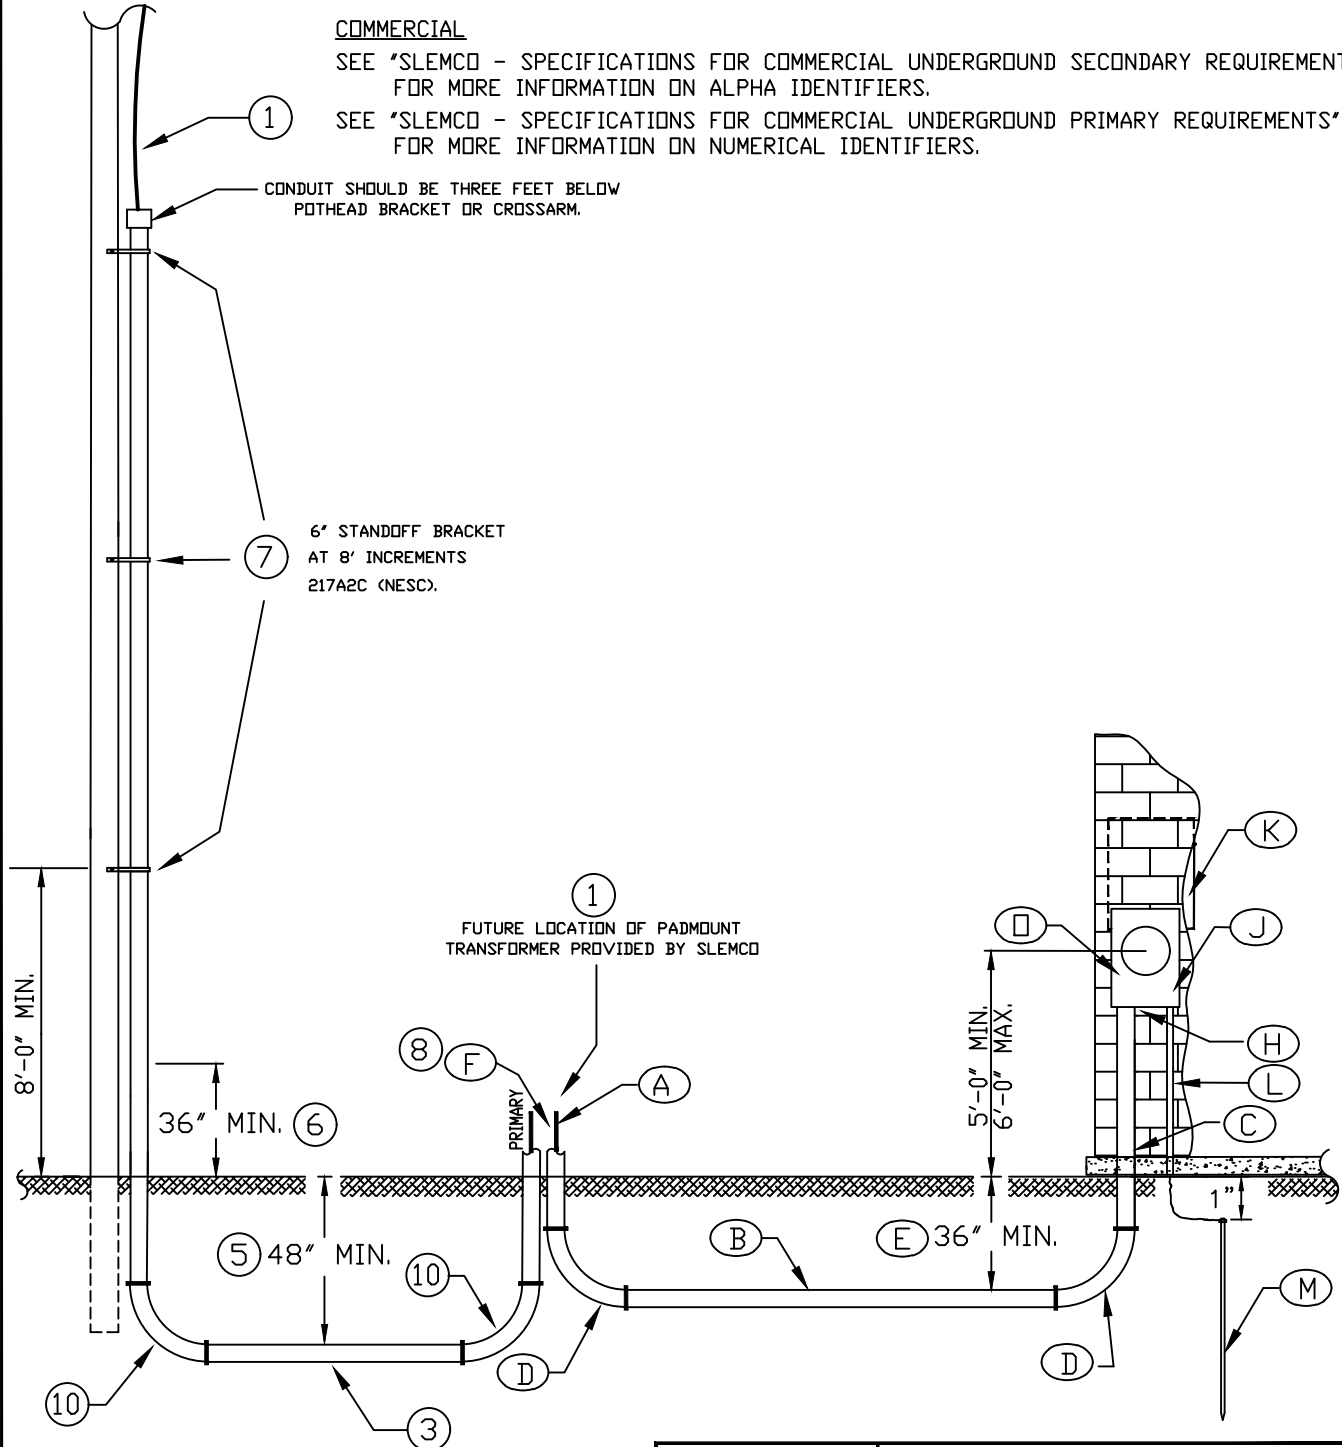 COMMERCIAL
SEE "SLEMCO - SPECIFICATIONS FOR COMMERCIAL UNDERGROUND SECONDARY REQUIREMENT
FOR MORE INFORMATION ON ALPHA IDENTIFIERS.
SEE "SLEMCO - SPECIFICATIONS FOR COMMERCIAL UNDERGROUND PRIMARY REQUIREMENTS"
FOR MORE INFORMATION ON NUMERICAL IDENTIFIERS.
1
CONDUIT SHOULD BE THREE FEET BELOW
POTHEAD BRACKET OR CROSSARM.
7
6" STANDOFF BRACKET
AT 8' INCREMENTS
217A2C (NESC).
K
1
FUTURE LOCATION OF PADMOUNT
TRANSFORMER PROVIDED BY SLEMCO
O
J
8'-0" MIN.
5'-0" MIN.
6'-0" MAX.
8
F
A
H
L
PRIMARY
36" MIN.
6
C
1"
5
48" MIN.
10
B
E
36" MIN.
M
D
D
10
3